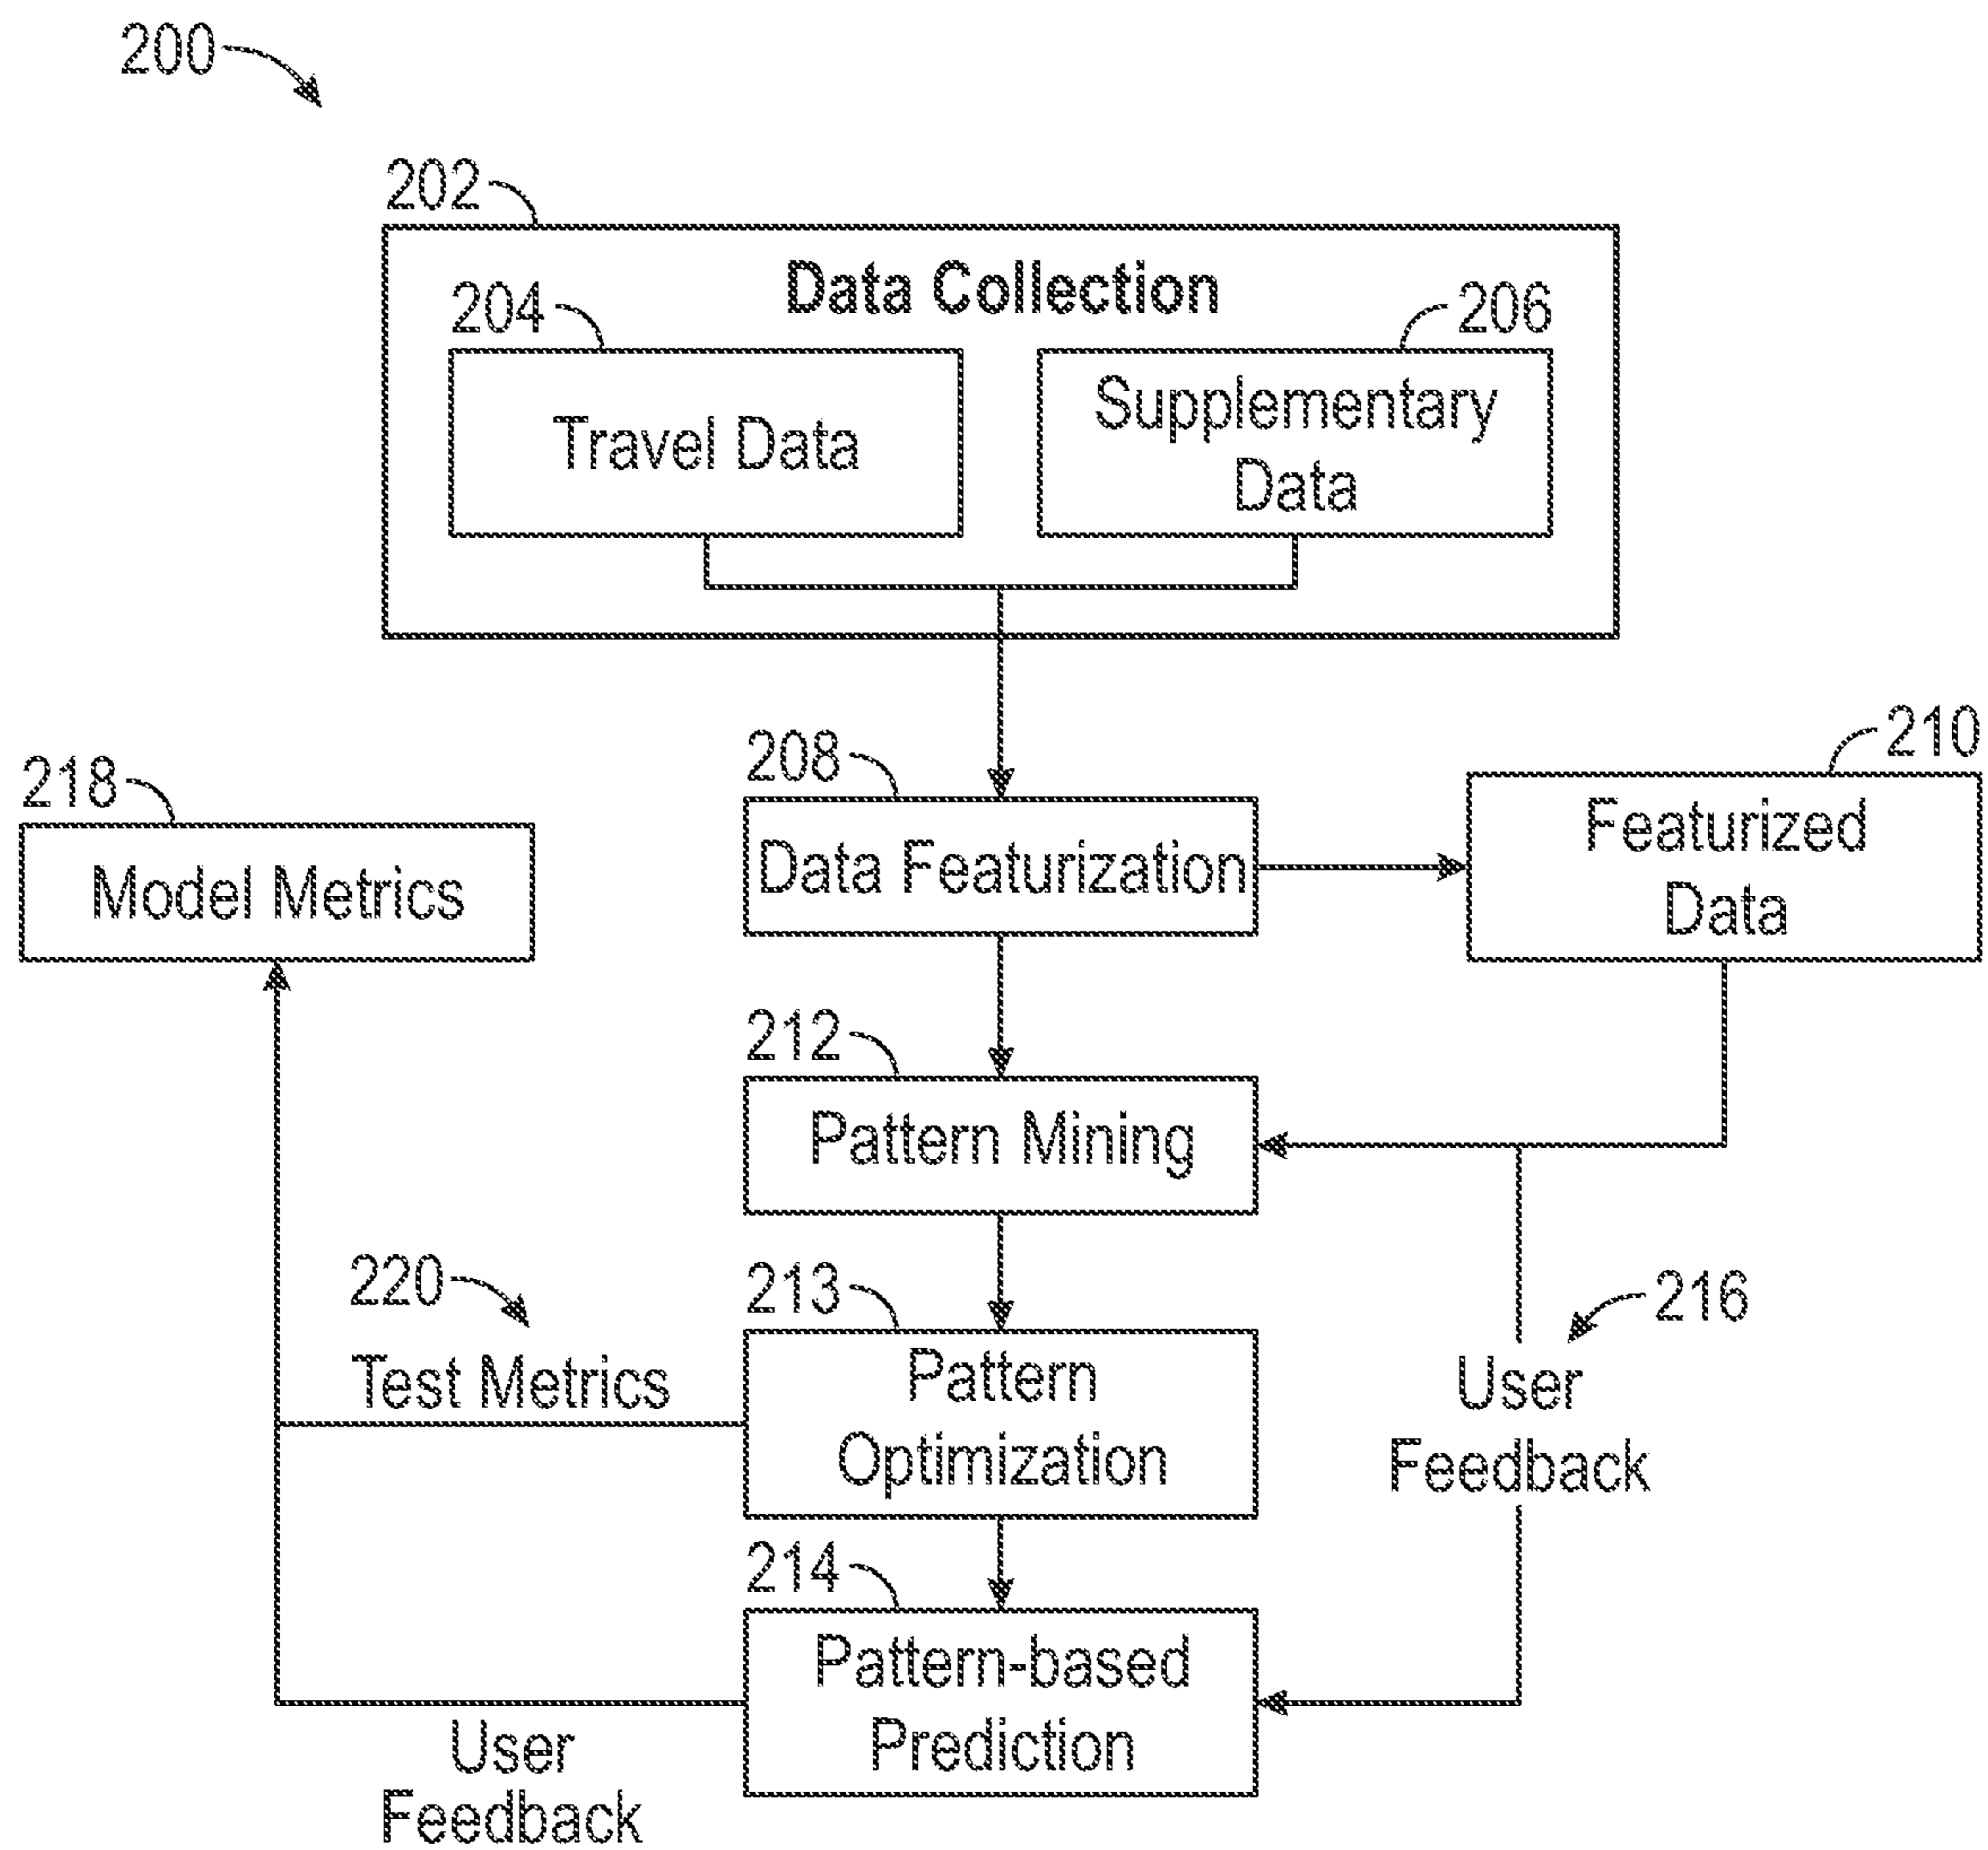 200
202
Data Collection
204
206
Travel Data
Supplementary
Data
218
208
210
Model Metrics
Data Featurization
Featurized
Data
212
Pattern Mining
220
213
216
Test Metrics
Pattern
Optimization
User
Feedback
214
Pattern-based
Prediction
User
Feedback